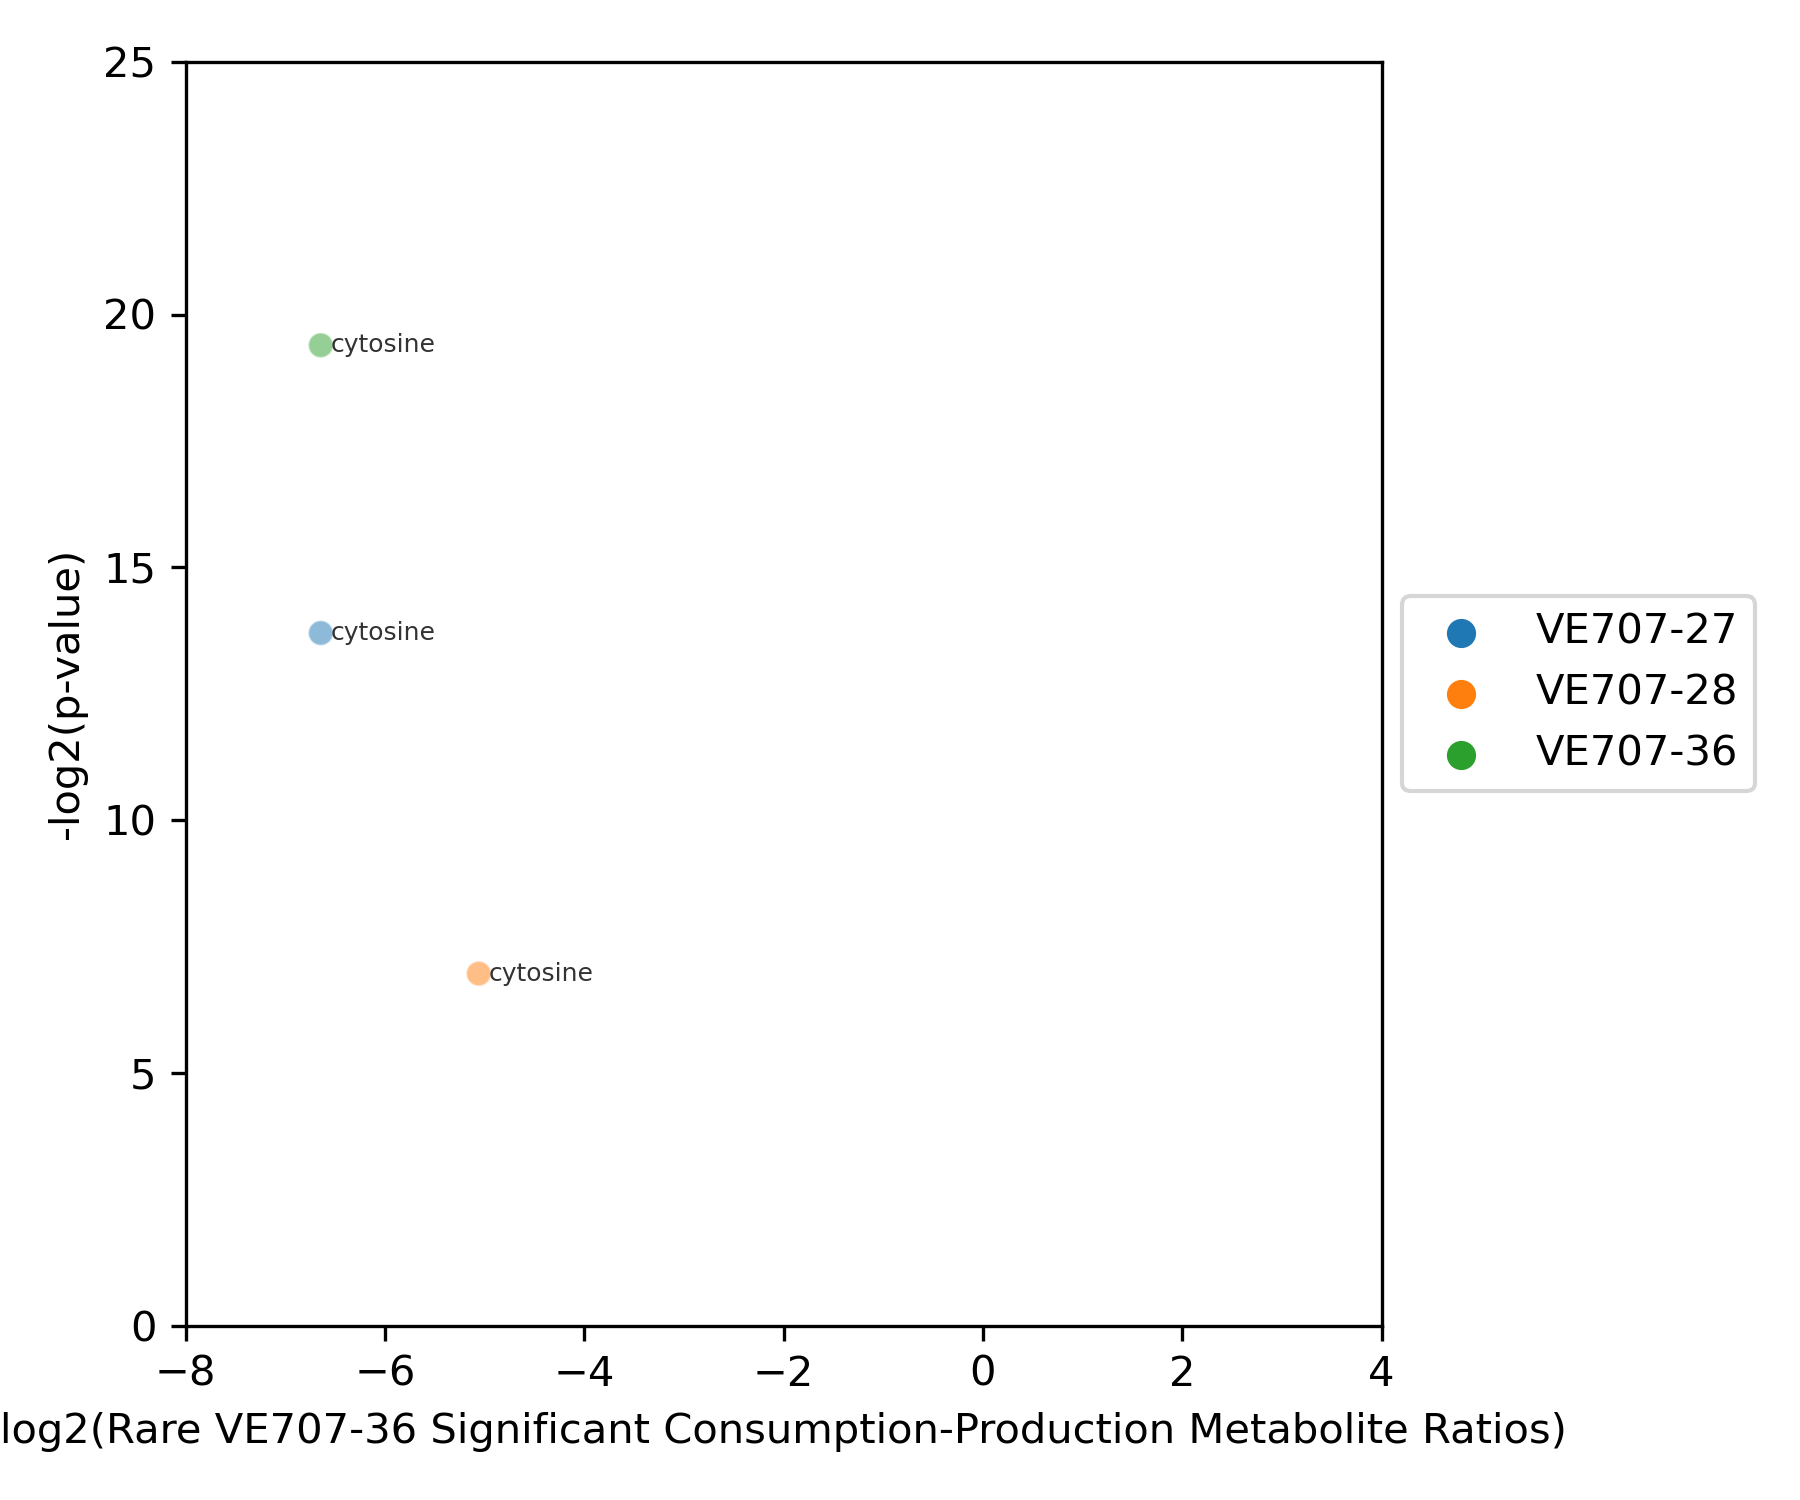 25
20
15
10
5
0
-log2(p-value)
cytosine
cytosine
cytosine
−8
−6
−4
−2
0
2
4
log2(Rare VE707-36 Significant Consumption-Production Metabolite Ratios)
VE707-27
VE707-28
VE707-36